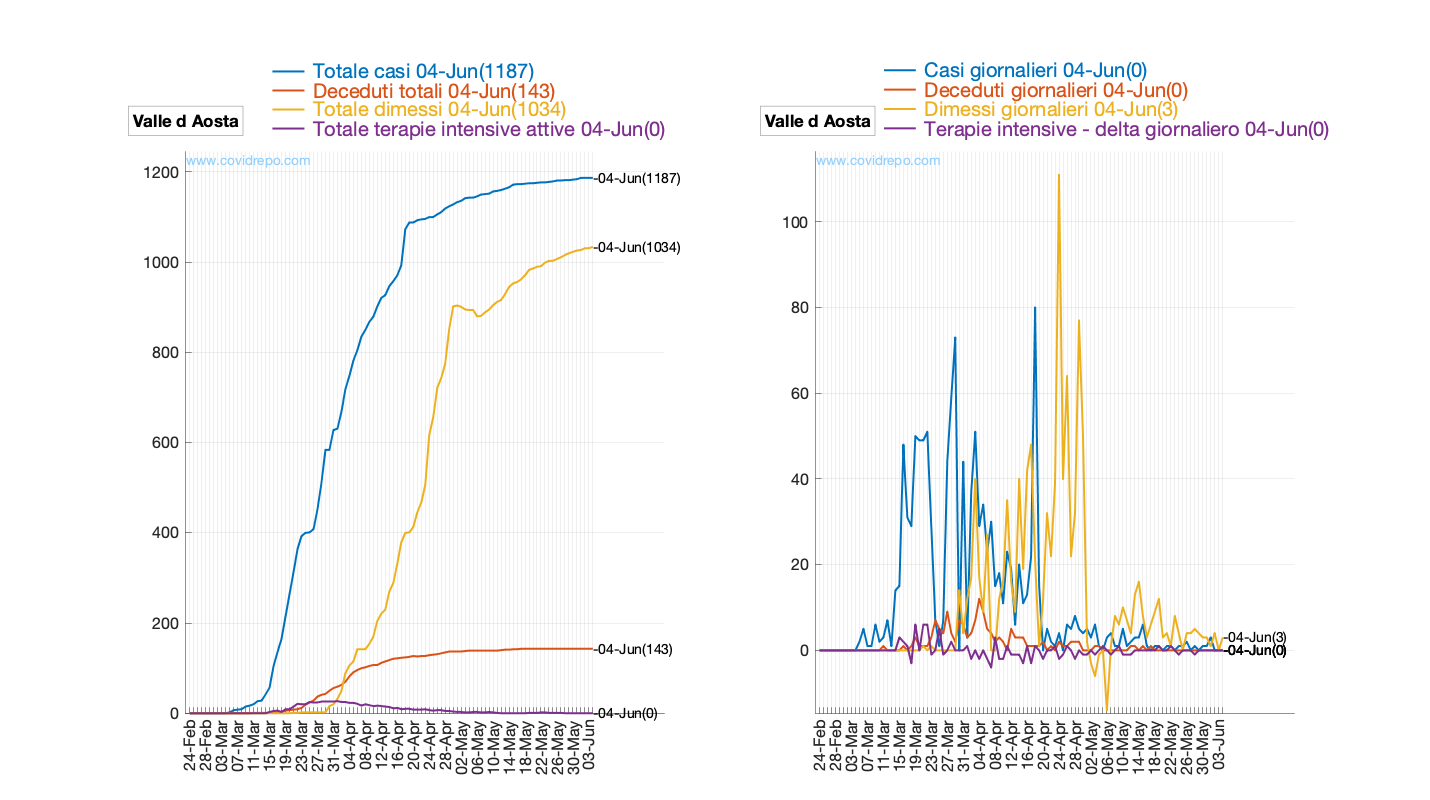 Totale casi 04-Jun(1187)
Deceduti totali 04-Jun(143)
Totale dimessi 04-Jun(1034)
Totale terapie intensive attive 04-Jun(0)
Valle d Aosta
www.covidrepo.com
1200
1000
800
600
400
200
0
-04-Jun(1187)
-04-Jun(1034)
-04-Jun(143)
-04-Jun(0)
24-Feb
28-Feb
03-Mar
07-Mar
11-Mar
15-Mar
19-Mar
23-Mar
27-Mar
31-Mar
04-Apr
08-Apr
12-Apr
16-Apr
20-Apr
24-Apr
28-Apr
02-May
06-May
10-May
14-May
18-May
22-May
26-May
30-May
03-Jun
Casi giornalieri 04-Jun(0)
Deceduti giornalieri 04-Jun(0)
Dimessi giornalieri 04-Jun(3)
Terapie intensive - delta giornaliero 04-Jun(0)
Valle d Aosta
www.covidrepo.com
100
80
60
40
20
0
-04-Jun(3)
-04-Jun(0)
24-Feb
28-Feb
03-Mar
07-Mar
11-Mar
15-Mar
19-Mar
23-Mar
27-Mar
31-Mar
04-Apr
08-Apr
12-Apr
16-Apr
20-Apr
24-Apr
28-Apr
02-May
06-May
10-May
14-May
18-May
22-May
26-May
30-May
03-Jun